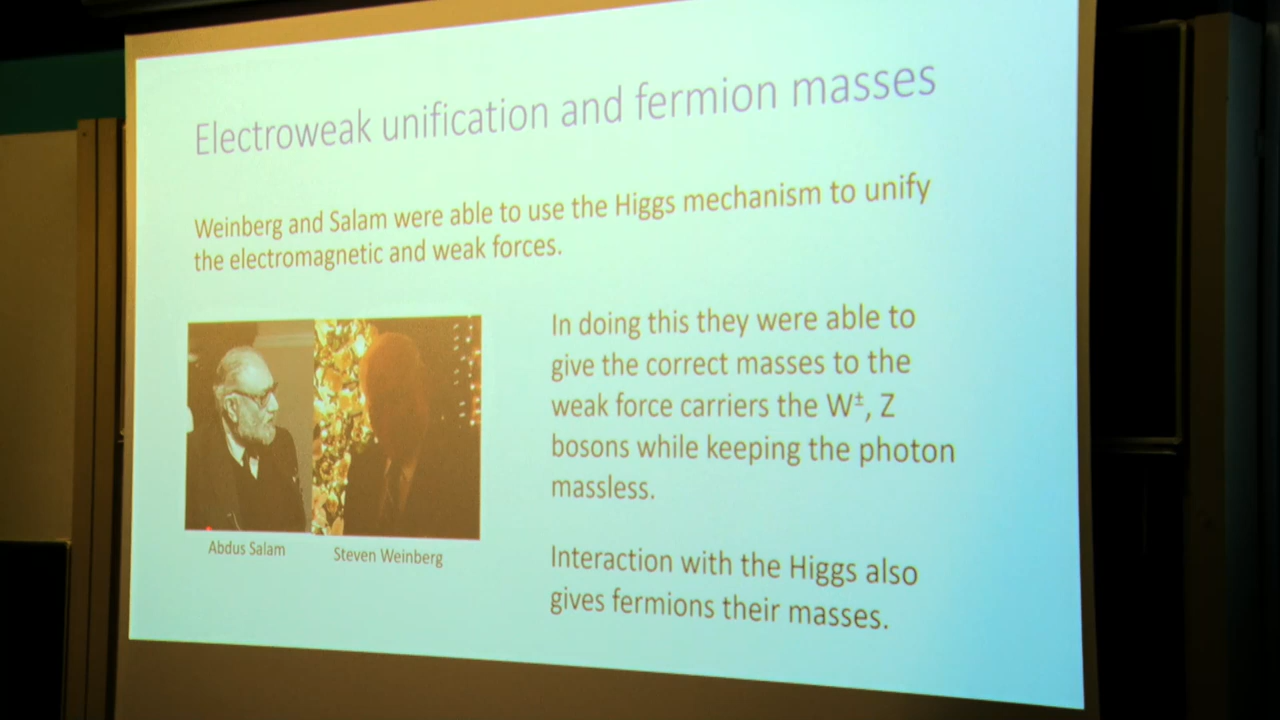 Electroweak unification and fermion masses
Weinberg and Salam were able to use the Higgs mechanism to unify
the electromagnetic and weak forces.
In doing this they were able to
give the correct masses to the
weak force carriers the W±, Z
bosons while keeping the photon
massless.
Abdus Salam
Steven Weinberg
Interaction with the Higgs also
gives fermions their masses.